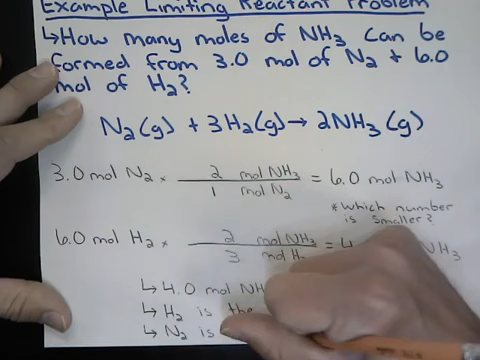 Example Limiting Reactant Problem
↳How many moles of NH₃ can be
formed from 3.0 mol of N₂ + 6.0
mol of H₂?
N₂(g) + 3H₂(g) → 2NH₃(g)
3.0 mol N₂ × 2 mol NH₃ / 1 mol N₂ = 6.0 mol NH₃
*Which number
is smaller?
6.0 mol H₂ × 2 mol NH₃ / 3 mol H₂ = 4 NH₃
↳ 4.0 mol NH
↳ H₂ is the
↳ N₂ is